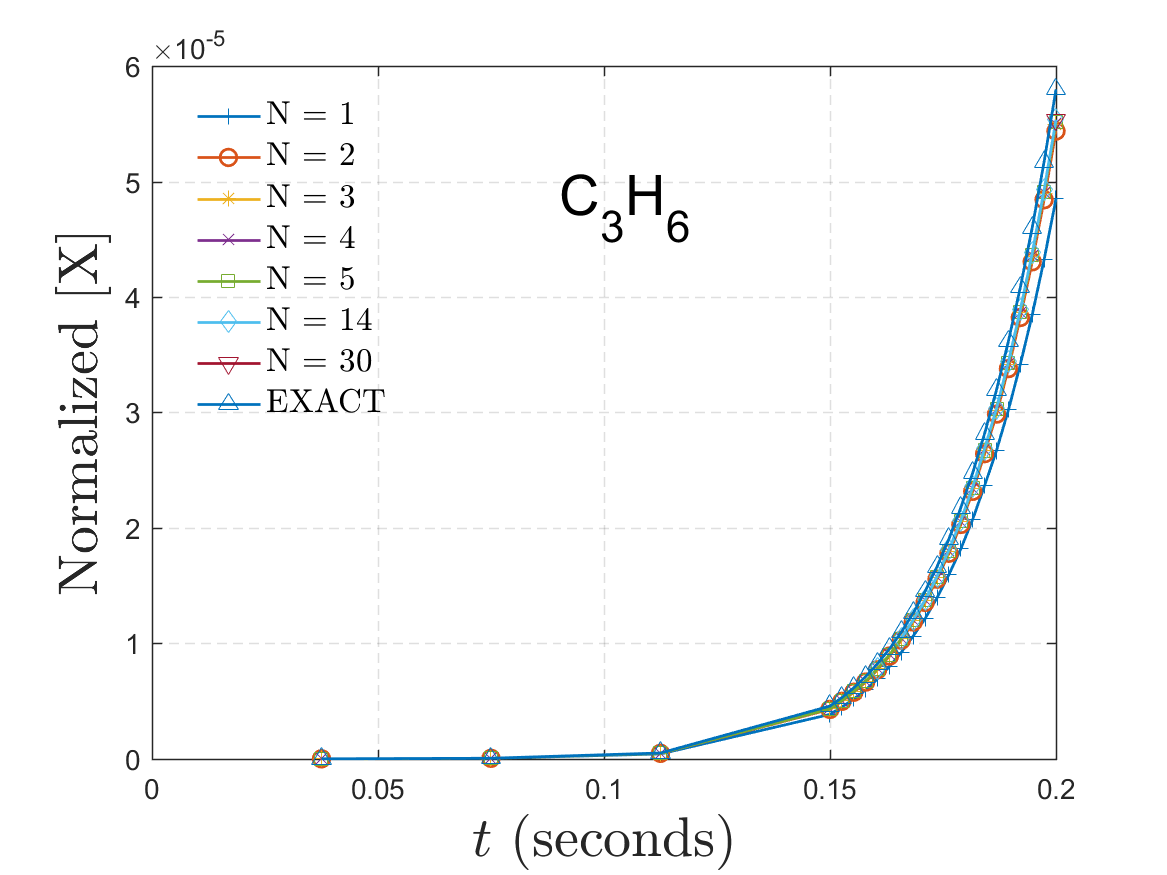 ×10-5
6
5
4
3
2
1
0
N = 1
N = 2
N = 3
N = 4
N = 5
N = 14
N = 30
EXACT
C3H6
0
0.05
0.1
0.15
0.2
Normalized [X]
t (seconds)